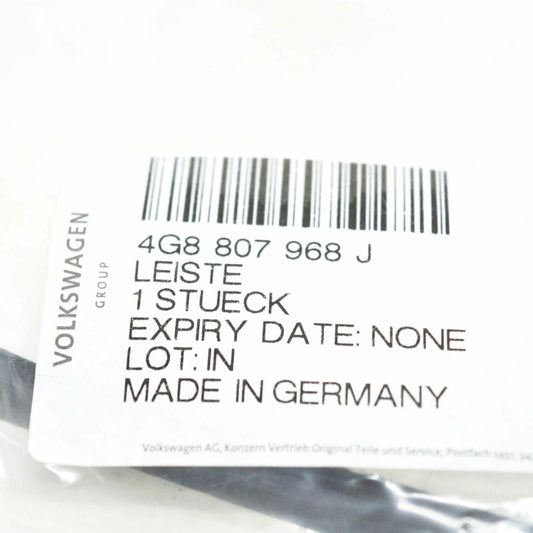 VOLKSWAGEN
GROUP
4G8 807 968 J
LEISTE
1 STUECK
EXPIRY DATE: NONE
LOT: IN
MADE IN GERMANY
Volkswagen AG, Konzern Vertrieb Original Teile und Service, Postfach